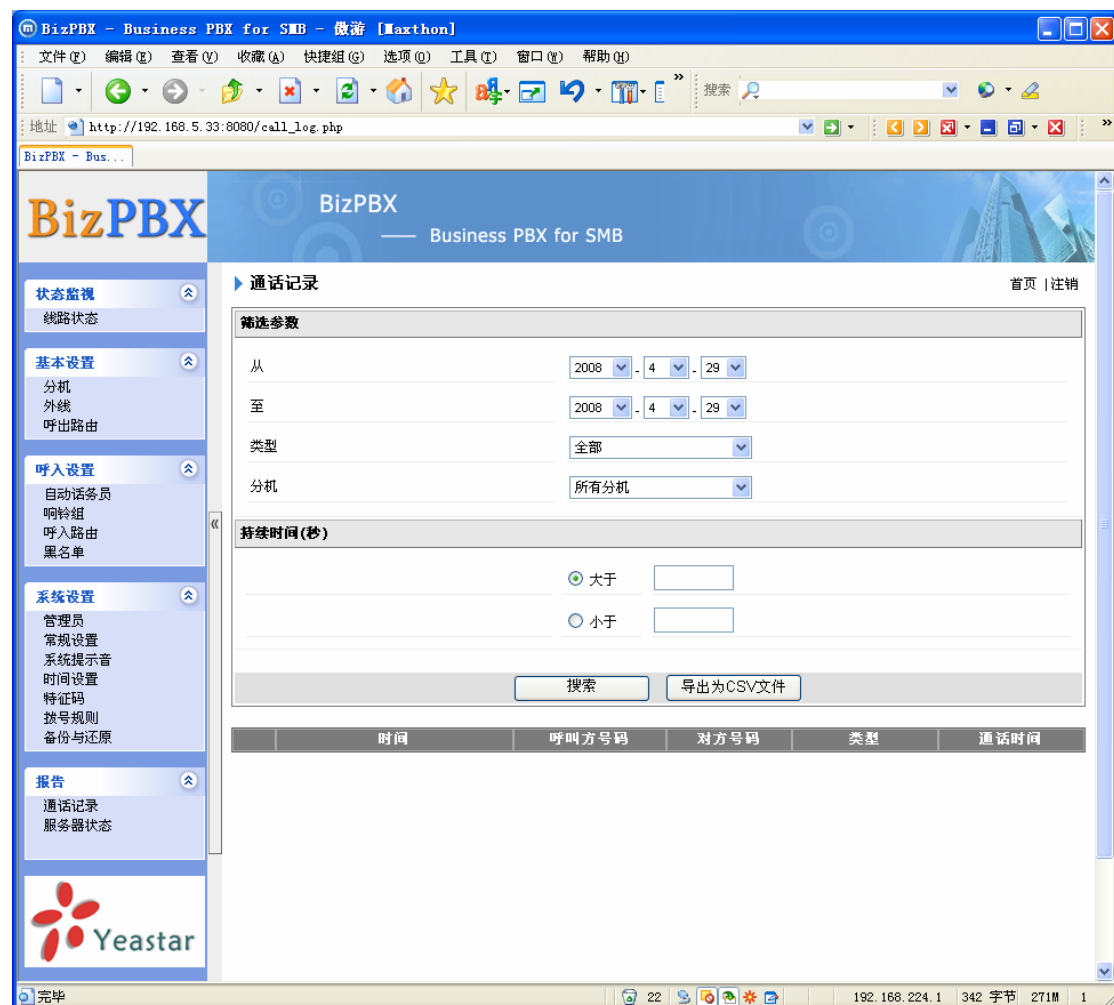 BizPBX - Business PBX for SMB - 傲游 [Maxthon]
文件(F) 编辑(E) 查看(V) 收藏(A) 快捷组(G) 选项(O) 工具(T) 窗口(W) 帮助(H)
搜索
地址 http://192.168.5.33:8080/call_log.php
BizPBX - Bus...
BizPBX
BizPBX
—— Business PBX for SMB
状态监视
线路状态
基本设置
分机
外线
呼出路由
呼入设置
自动话务员
响铃组
呼入路由
黑名单
系统设置
管理员
常规设置
系统提示音
时间设置
特征码
拨号规则
备份与还原
报告
通话记录
服务器状态
Yeastar
通话记录
首页 |注销
筛选参数
从 2008 - 4 - 29
至 2008 - 4 - 29
类型 全部
分机 所有分机
持续时间(秒)
大于
小于
搜索 导出为CSV文件
时间 呼叫方号码 对方号码 类型 通话时间
完毕 22 192.168.224.1 342 字节 271M 1